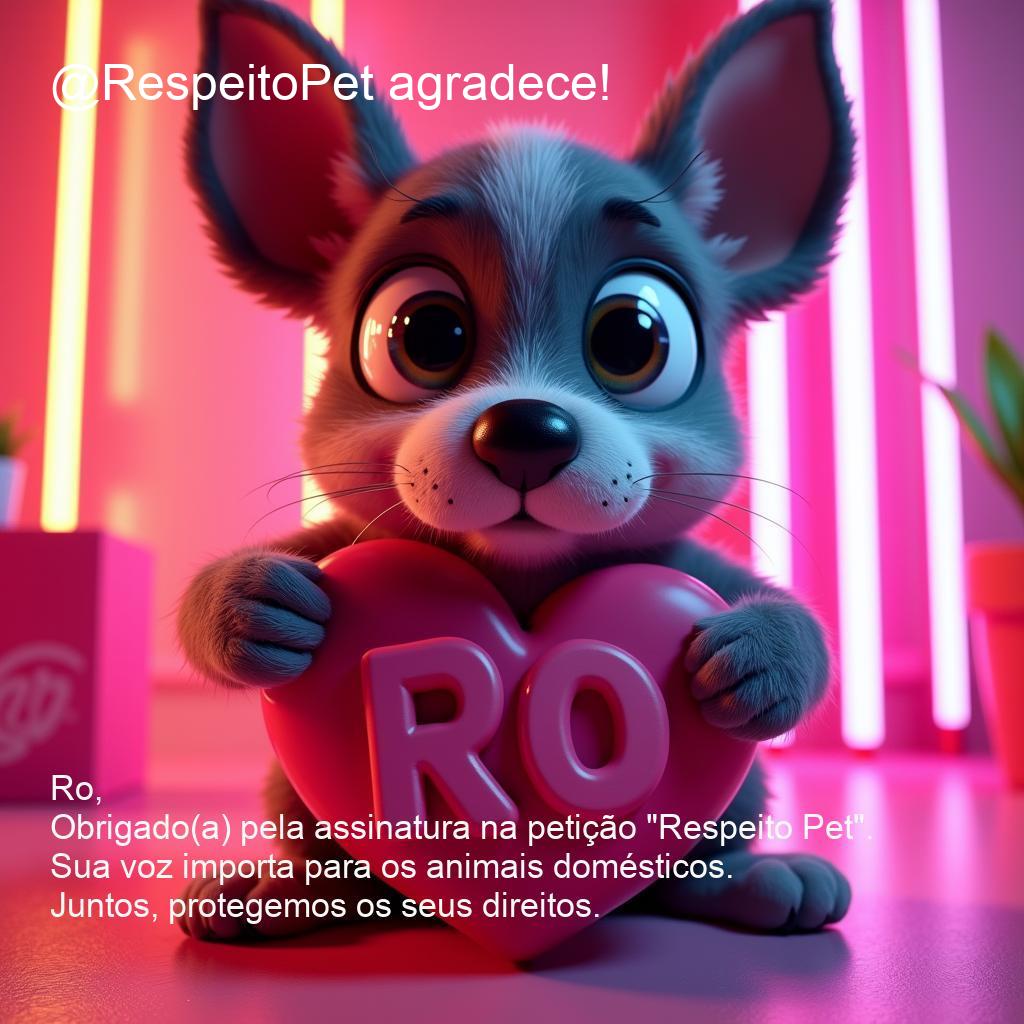 @RespeitoPet agradece!
RO
Ro,
Obrigado(a) pela assinatura na petição "Respeito Pet".
Sua voz importa para os animais domésticos.
Juntos, protegemos os seus direitos.